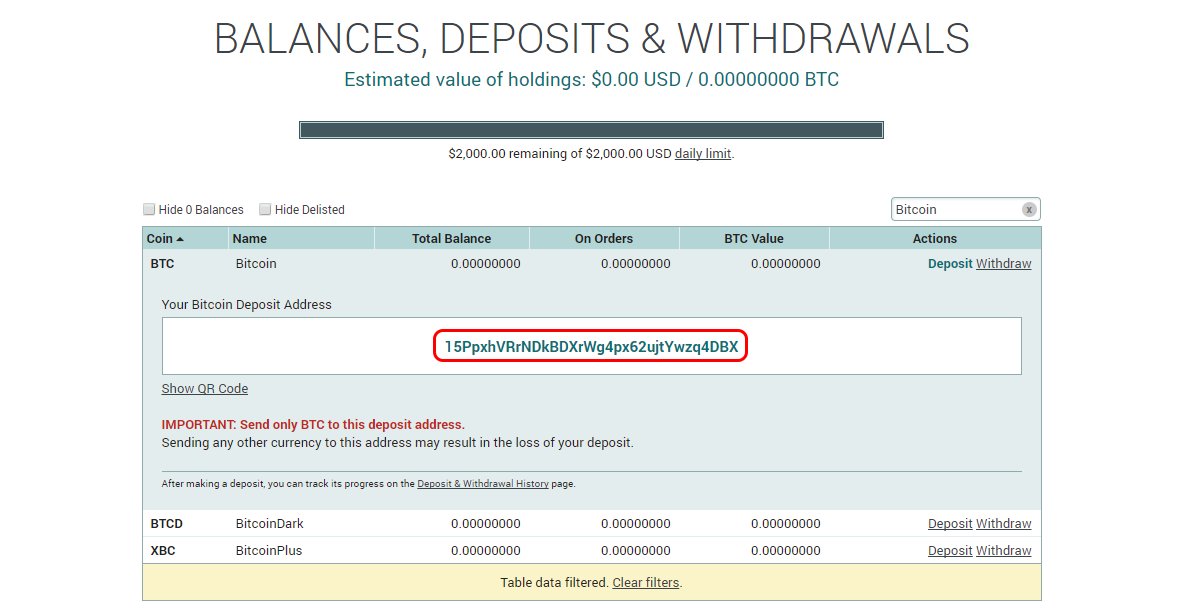 BALANCES, DEPOSITS & WITHDRAWALS
Estimated value of holdings: $0.00 USD / 0.00000000 BTC
$2,000.00 remaining of $2,000.00 USD daily limit.
Hide 0 Balances Hide Delisted Bitcoin x
Coin Name Total Balance On Orders BTC Value Actions
BTC Bitcoin 0.00000000 0.00000000 0.00000000 Deposit Withdraw
Your Bitcoin Deposit Address
15PpxhVRrNDkBDXrWg4px62ujtYwzq4DBX
Show QR Code
IMPORTANT: Send only BTC to this deposit address.
Sending any other currency to this address may result in the loss of your deposit.
After making a deposit, you can track its progress on the Deposit & Withdrawal History page.
BTCD BitcoinDark 0.00000000 0.00000000 0.00000000 Deposit Withdraw
XBC BitcoinPlus 0.00000000 0.00000000 0.00000000 Deposit Withdraw
Table data filtered. Clear filters.